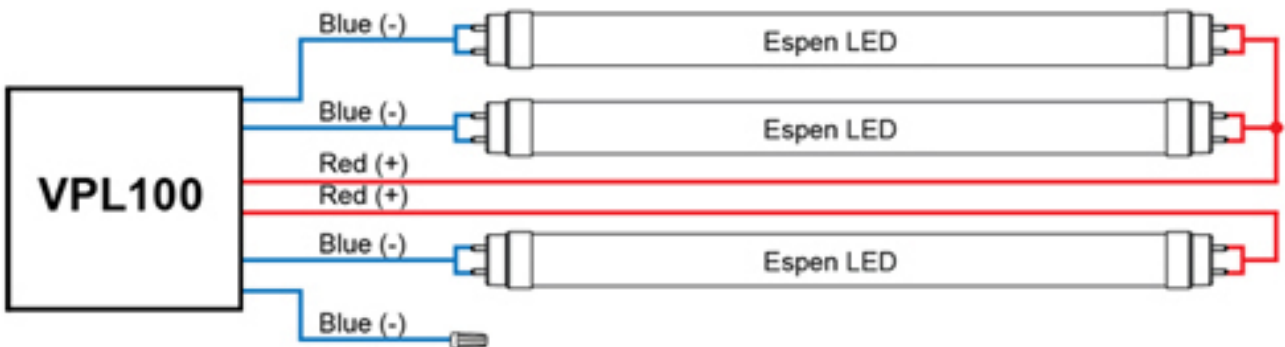 Blue (-)
Espen LED
Blue (-)
Espen LED
Red (+)
VPL100
Red (+)
Blue (-)
Espen LED
Blue (-)